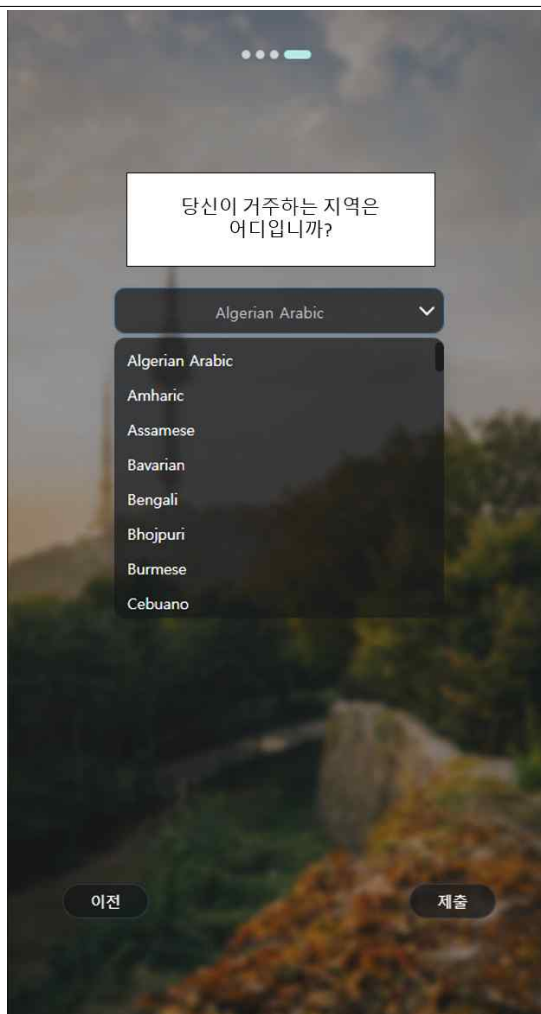 당신이 거주하는 지역은
어디입니까?
Algerian Arabic
Algerian Arabic
Amharic
Assamese
Bavarian
Bengali
Bhojpuri
Burmese
Cebuano
이전
제출